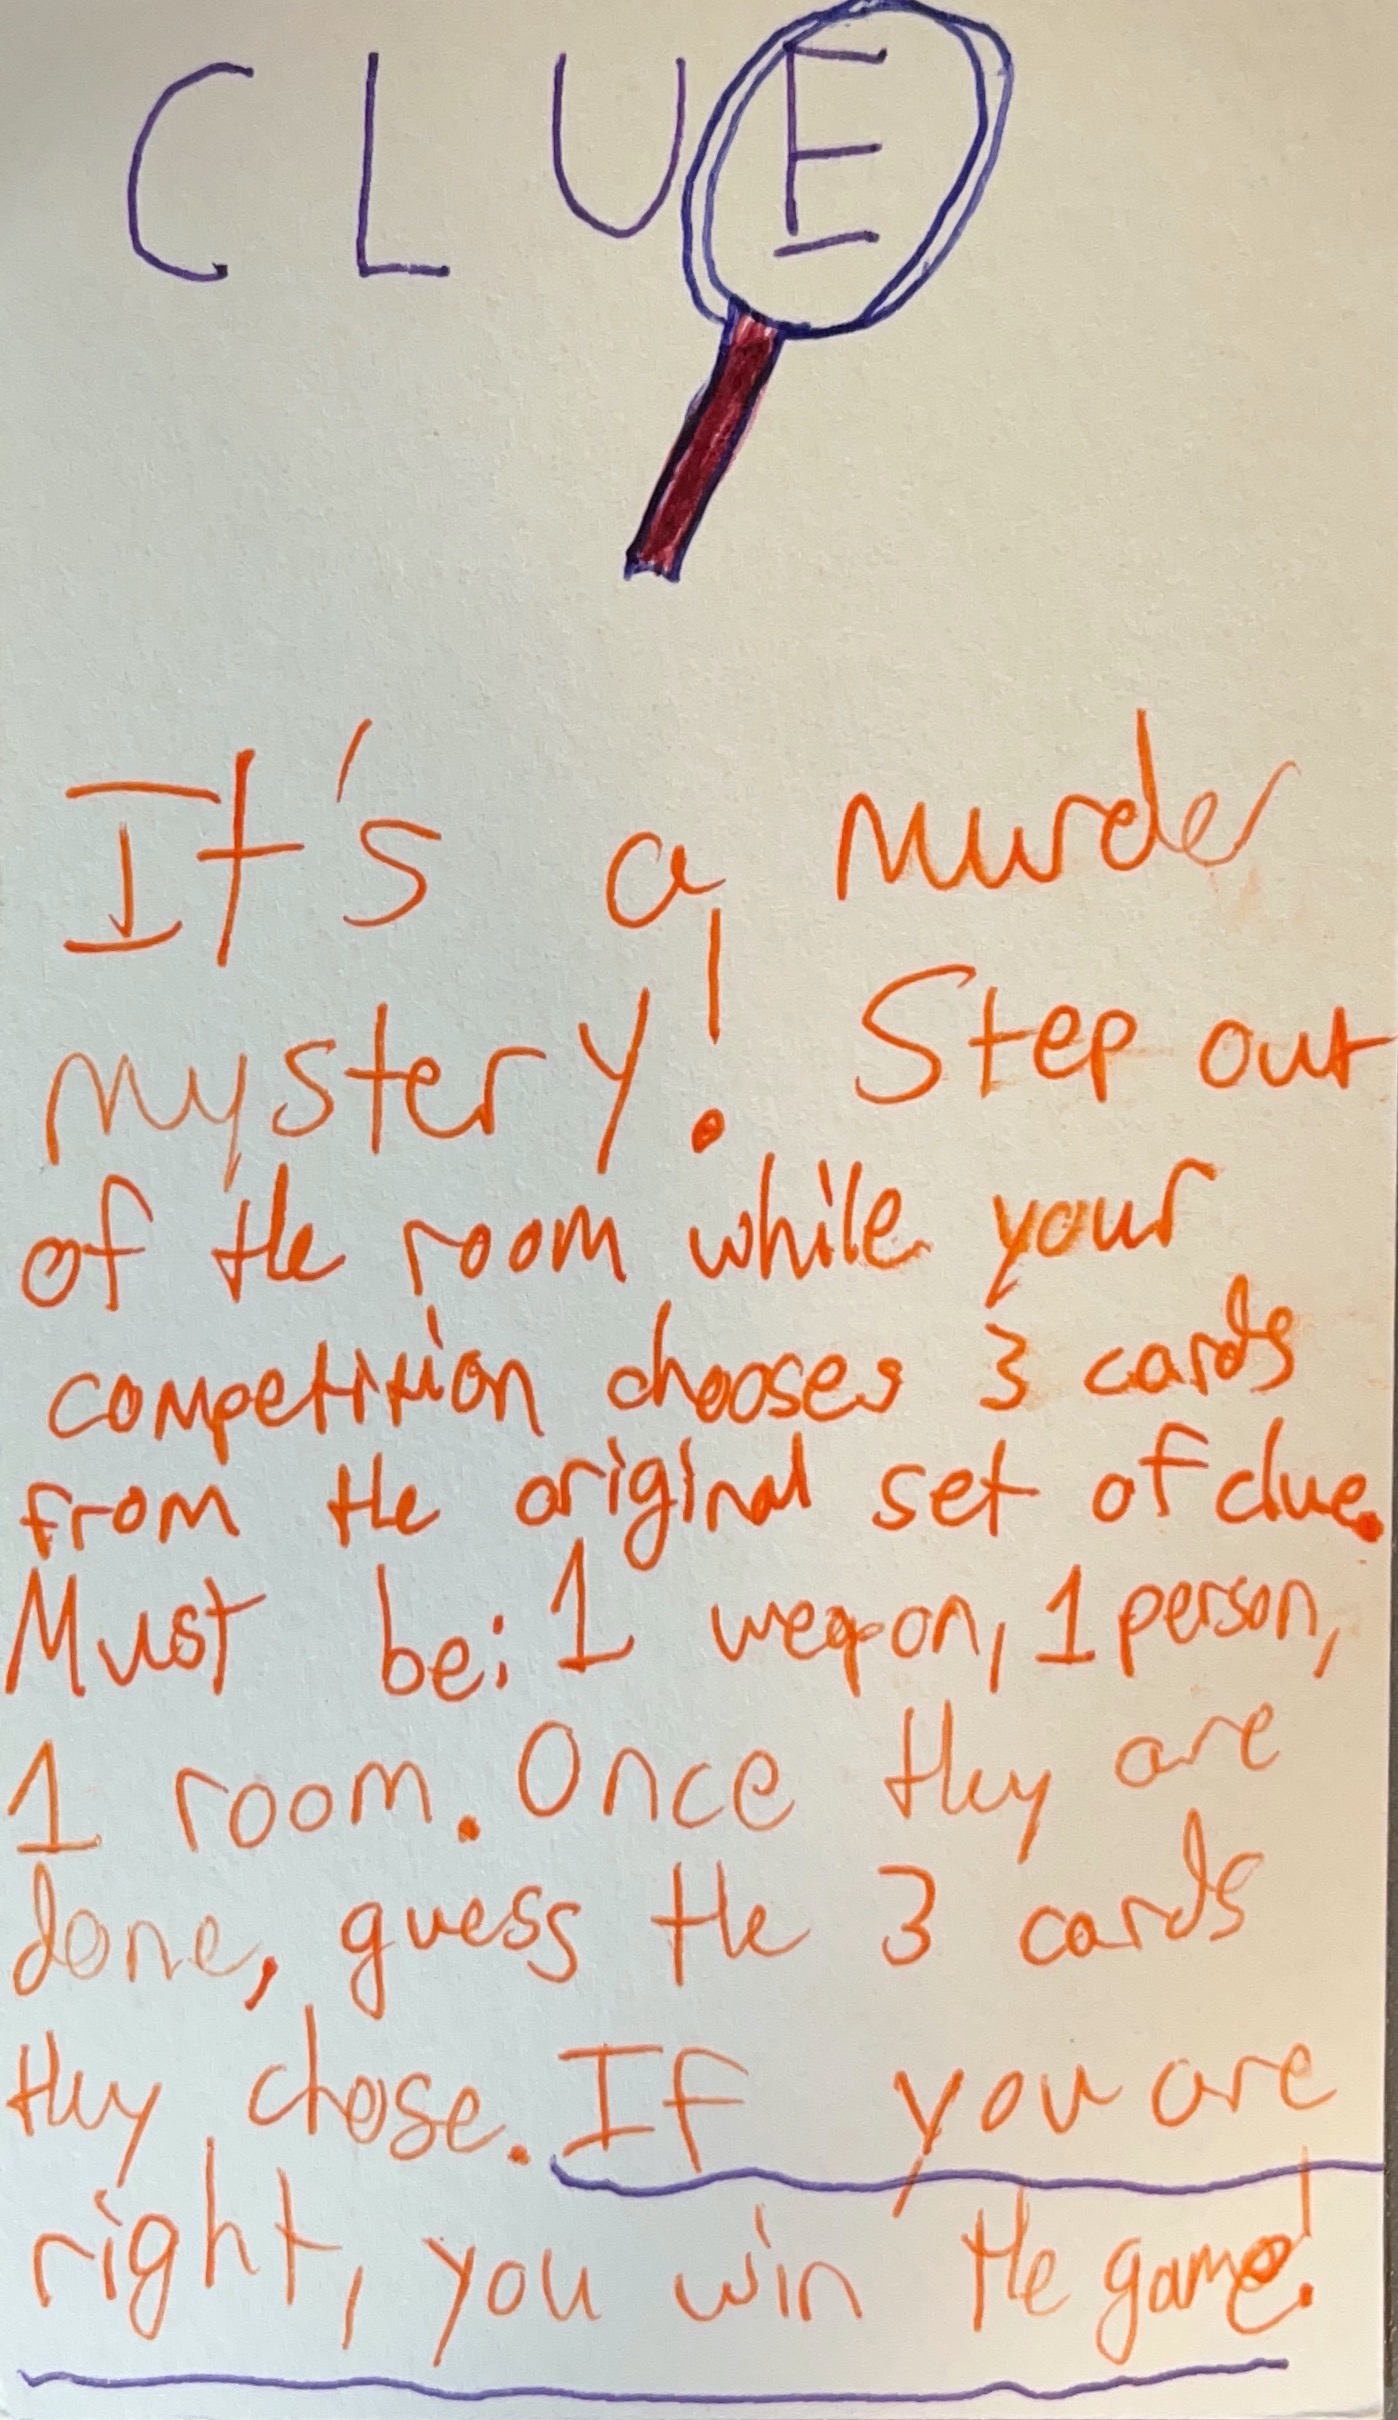 CLUE
It's a murder
mystery! Step out
of the room while your
competition chooses 3 cards
from the original set of clue.
Must be: 1 weapon, 1 person,
1 room. Once they are
done, guess the 3 cards
they chose. If you are
right, you win the game!